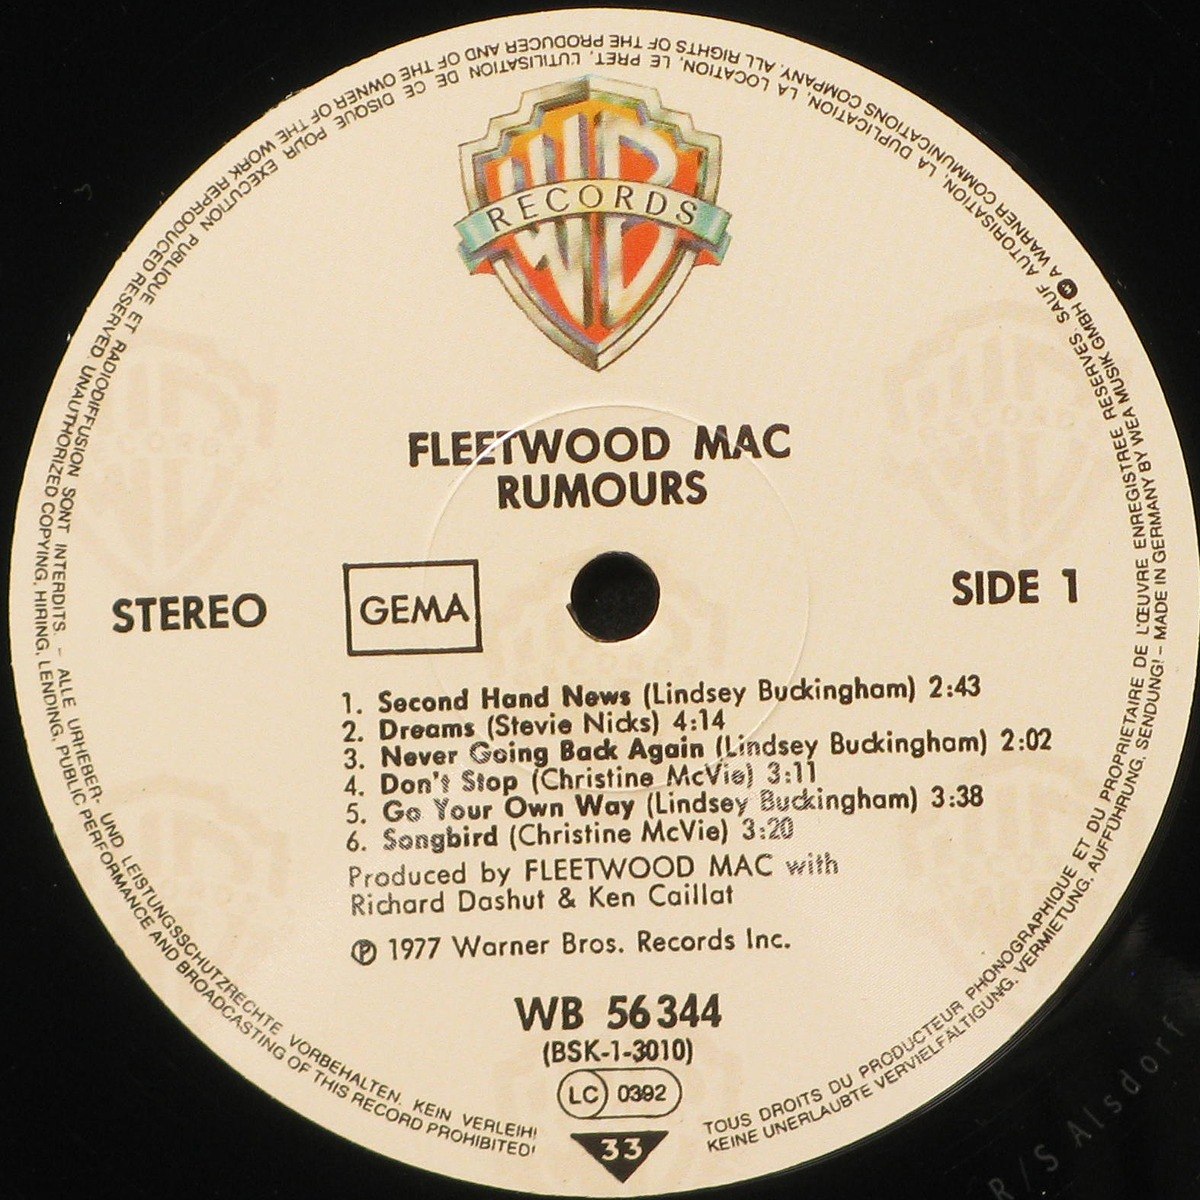 WB
RECORDS
FLEETWOOD MAC
RUMOURS
STEREO
GEMA
SIDE 1
1. Second Hand News (Lindsey Buckingham) 2:43
2. Dreams (Stevie Nicks) 4:14
3. Never Going Back Again (Lindsey Buckingham) 2:02
4. Don't Stop (Christine McVie) 3:11
5. Go Your Own Way (Lindsey Buckingham) 3:38
6. Songbird (Christine McVie) 3:20
Produced by FLEETWOOD MAC with
Richard Dashut & Ken Caillat
℗ 1977 Warner Bros. Records Inc.
WB 56 344
(BSK-1-3010)
LC 0392
33
TOUS DROITS DU PRODUCTEUR PHONOGRAPHIQUE ET DU PROPRIETAIRE DE L'ŒUVRE ENREGISTREE RESERVES. SAUF AUTORISATION, LA DUPLICATION, LA LOCATION, LE PRET, L'UTILISATION DE CE DISQUE POUR EXECUTION PUBLIQUE ET RADIODIFFUSION SONT INTERDITS. – ALLE URHEBER- UND LEISTUNGSSCHUTZRECHTE VORBEHALTEN. KEIN VERLEIH!
KEINE UNERLAUBTE VERVIELFÄLTIGUNG, VERMIETUNG, AUFFÜHRUNG, SENDUNG! – MADE IN GERMANY BY WEA MUSIK GMBH W A WARNER COMMUNICATIONS COMPANY. ALL RIGHTS OF THE PRODUCER AND OF THE OWNER OF THE WORK REPRODUCED RESERVED. UNAUTHORIZED COPYING, HIRING, LENDING, PUBLIC PERFORMANCE AND BROADCASTING OF THIS RECORD PROHIBITED!
R/S Alsdorf